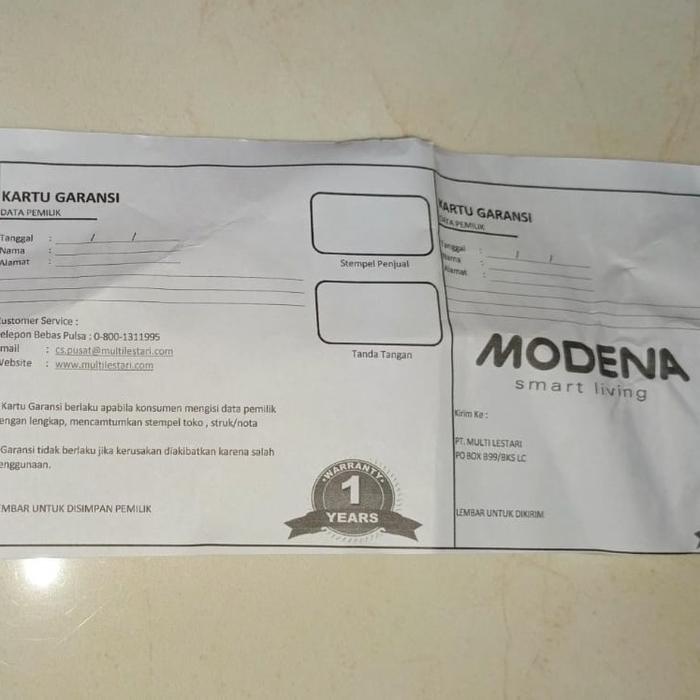 KARTU GARANSI
DATA PEMILIK
Tanggal : / /
Nama :
Alamat :
Stempel Penjual
Tanda Tangan
ustomer Service :
elepon Bebas Pulsa : 0-800-1311995
mail : cs.pusat@multilestari.com
Website : www.multilestari.com
Kartu Garansi berlaku apabila konsumen mengisi data pemilik
engan lengkap, mencamtumkan stempel toko , struk/nota
Garansi tidak berlaku jika kerusakan diakibatkan karena salah
enggunaan.
WARRANTY
1
YEARS
MBAR UNTUK DISIMPAN PEMILIK
KARTU GARANSI
DATA PEMILIK
Tanggal : / /
Nama :
Alamat :
MODENA
smart living
Kirim Ke :
PT. MULTI LESTARI
PO BOX B99/BKS LC
LEMBAR UNTUK DIKIRIM